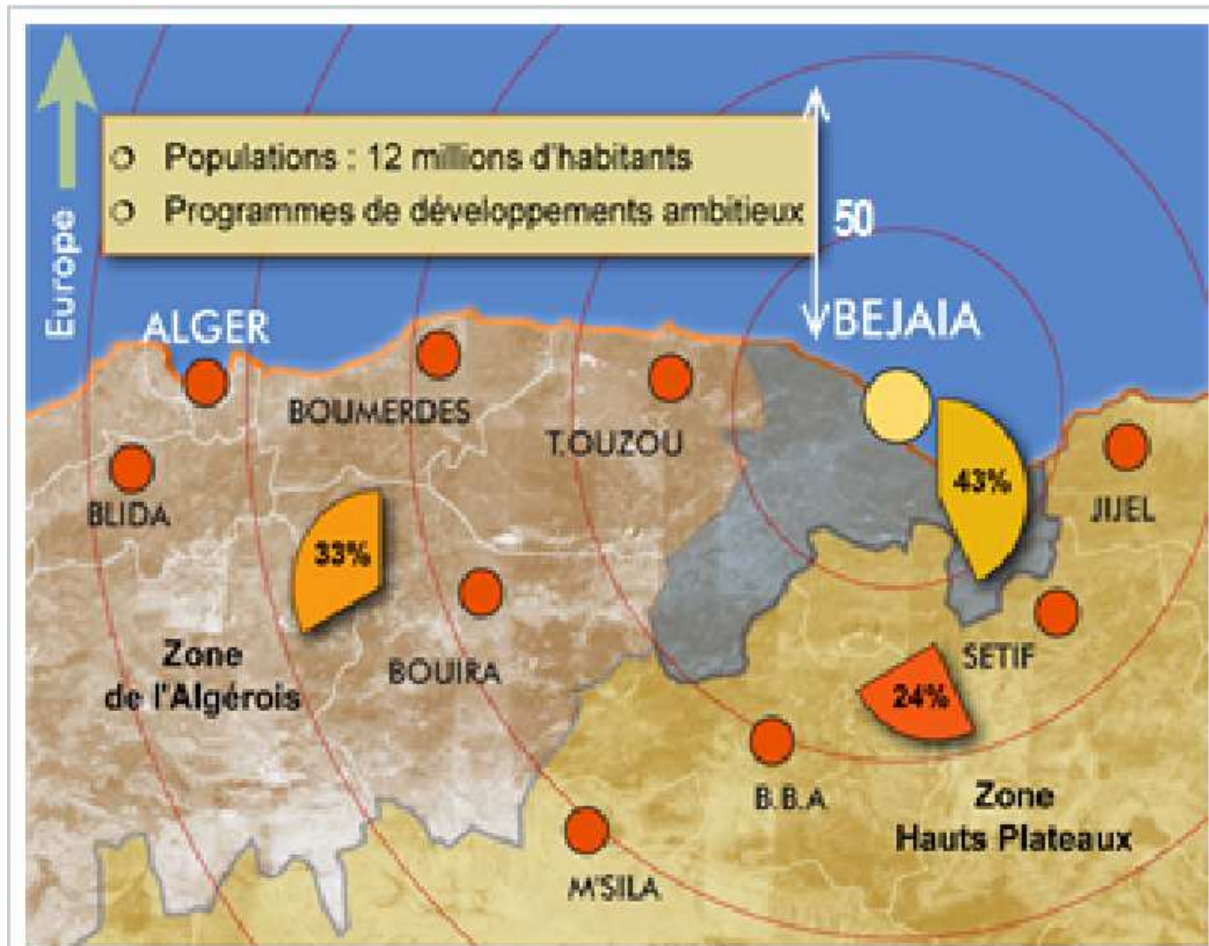 Populations : 12 millions d'habitants
Programmes de développements ambitieux
50
Europe
ALGER
BEJAIA
BOUMERDES
T.OUZOU
43%
BLIDA
JIJEL
33%
Zone
de l'Algérois
BOUIRA
SETIF
24%
B.B.A
Zone
Hauts Plateaux
M'SILA